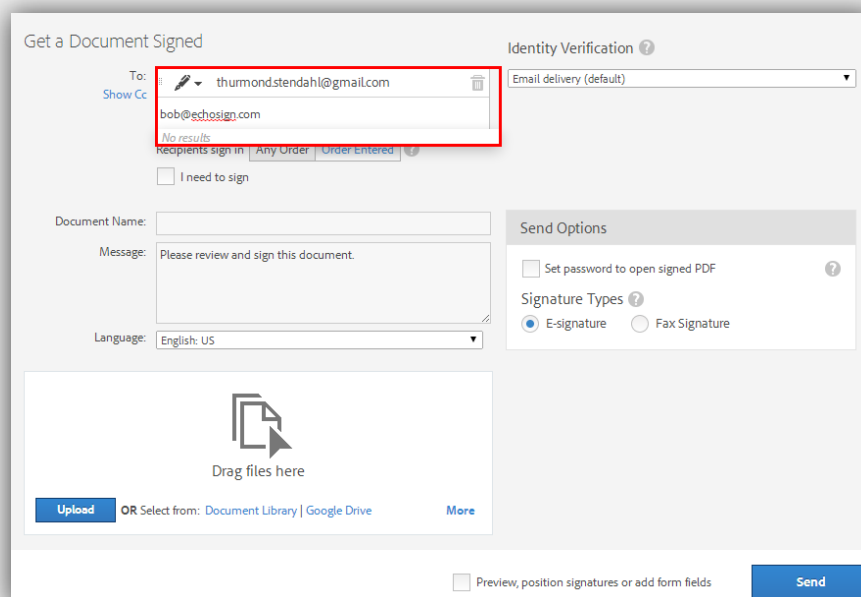 Get a Document Signed
Identity Verification ?
To:
thurmond.stendahl@gmail.com
Email delivery (default)
Show Cc
bob@echosign.com
No results
Recipients sign in Any Order Order Entered ?
I need to sign
Document Name:
Send Options
Message:
Please review and sign this document.
Set password to open signed PDF ?
Signature Types ?
E-signature Fax Signature
Language:
English: US
Drag files here
Upload OR Select from: Document Library | Google Drive More
Preview, position signatures or add form fields
Send